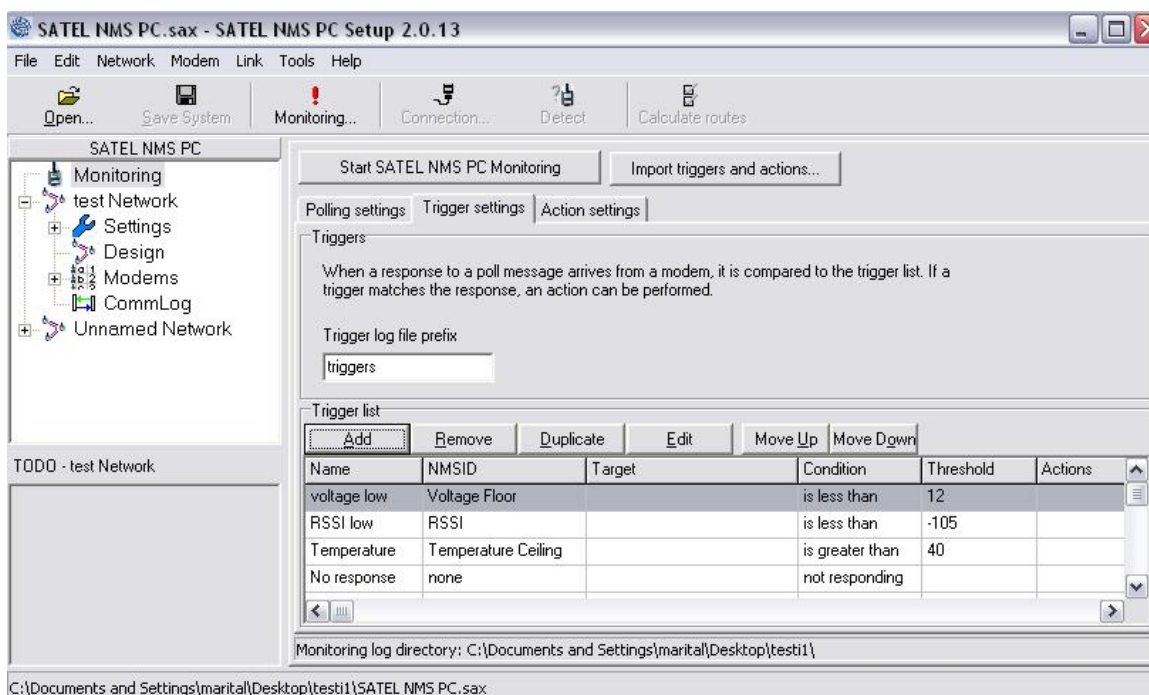 SATEL NMS PC.sax - SATEL NMS PC Setup 2.0.13
File Edit Network Modem Link Tools Help
Open... Save System Monitoring... Connection... Detect Calculate routes
SATEL NMS PC
Monitoring
test Network
Settings
Design
Modems
CommLog
Unnamed Network
TODO - test Network
Start SATEL NMS PC Monitoring Import triggers and actions...
Polling settings Trigger settings Action settings
Triggers
When a response to a poll message arrives from a modem, it is compared to the trigger list. If a
trigger matches the response, an action can be performed.
Trigger log file prefix
triggers
Trigger list
Add Remove Duplicate Edit Move Up Move Down
Name NMSID Target Condition Threshold Actions
voltage low Voltage Floor is less than 12
RSSI low RSSI is less than -105
Temperature Temperature Ceiling is greater than 40
No response none not responding
Monitoring log directory: C:\Documents and Settings\marital\Desktop\testi1\
C:\Documents and Settings\marital\Desktop\testi1\SATEL NMS PC.sax